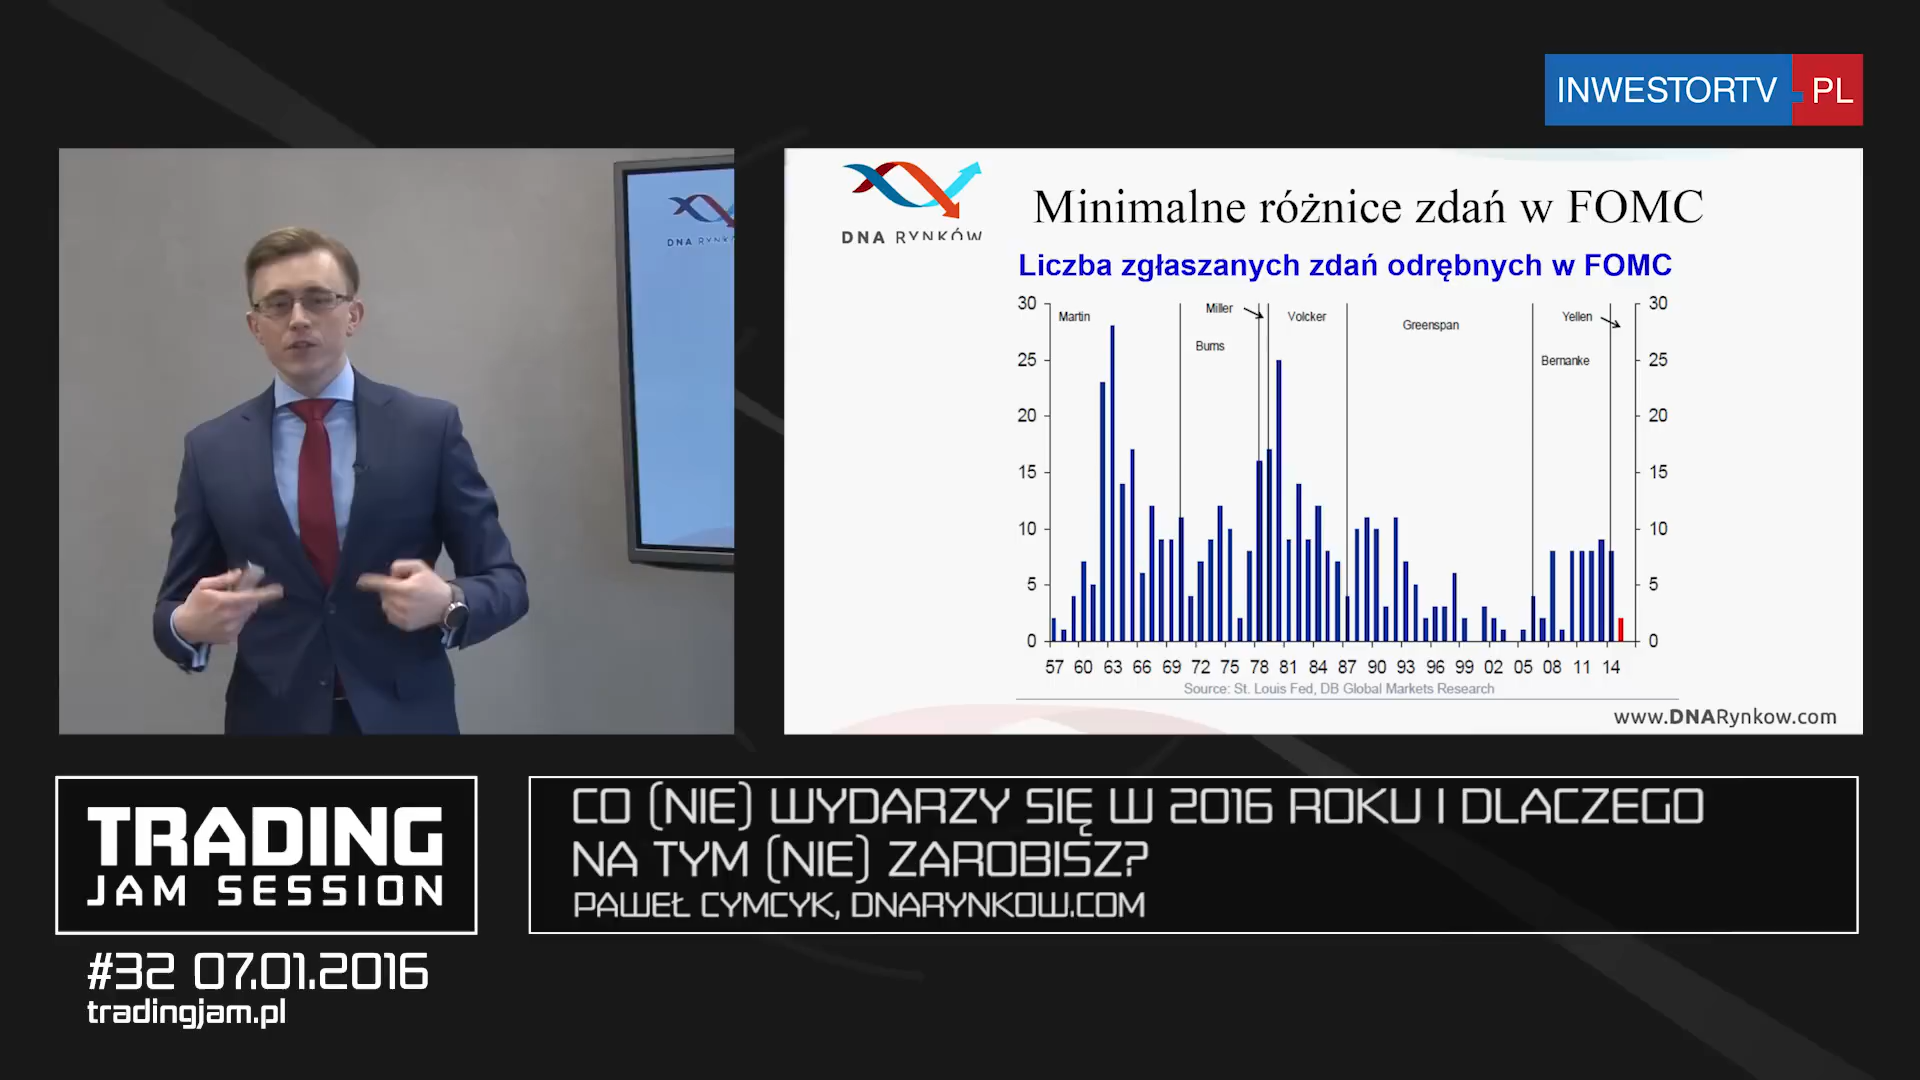 INWESTORTV.PL
DNA RYNKÓW
DNA RYNK
Minimalne różnice zdań w FOMC
Liczba zgłaszanych zdań odrębnych w FOMC
30 30
Martin Miller Volcker Greenspan Yellen
Burns Bernanke
25 25
20 20
15 15
10 10
5 5
0 0
57 60 63 66 69 72 75 78 81 84 87 90 93 96 99 02 05 08 11 14
Source: St. Louis Fed, DB Global Markets Research
www.DNARynkow.com
TRADING
JAM SESSION
#32 07.01.2016
tradingjam.pl
CO (NIE) WYDARZY SIĘ W 2016 ROKU I DLACZEGO
NA TYM (NIE) ZAROBISZ?
PAWEŁ CYMCYK, DNARYNKOW.COM